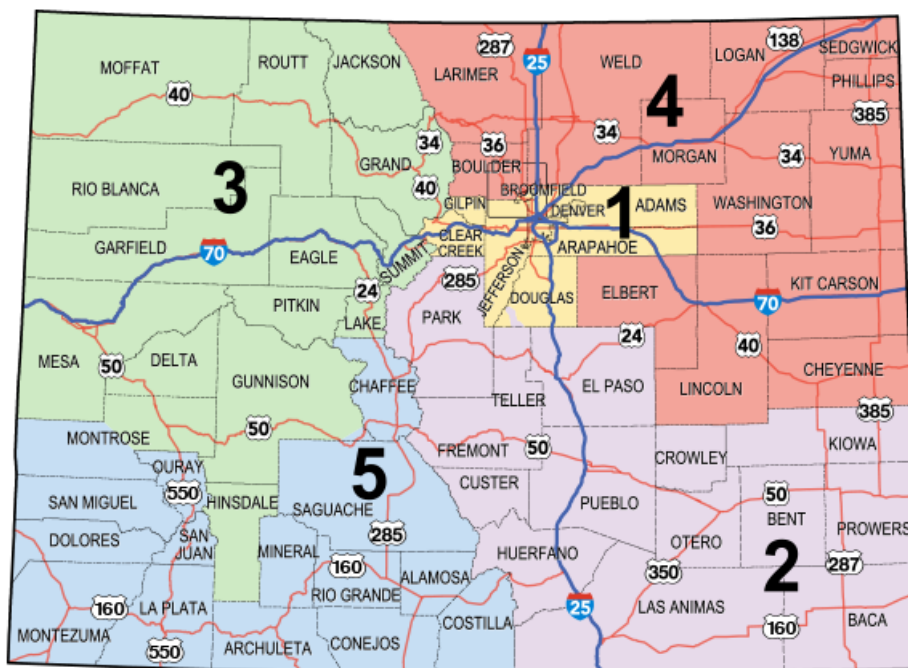 MOFFAT
ROUTT
JACKSON
LARIMER
287
25
WELD
LOGAN
138
SEDGWICK
PHILLIPS
4
385
40
34
36
34
MORGAN
34
YUMA
GRAND
BOULDER
RIO BLANCA
3
40
GILPIN
BROOMFIELD
DENVER
1
ADAMS
WASHINGTON
36
GARFIELD
70
EAGLE
SUMMIT
CLEAR
CREEK
JEFFERSON
ARAPAHOE
285
DOUGLAS
ELBERT
70
KIT CARSON
PITKIN
24
LAKE
PARK
24
40
MESA
50
DELTA
GUNNISON
CHAFFEE
TELLER
EL PASO
LINCOLN
CHEYENNE
385
MONTROSE
50
FREMONT
50
CROWLEY
KIOWA
OURAY
550
HINSDALE
5
SAGUACHE
CUSTER
PUEBLO
50
BENT
PROWERS
SAN MIGUEL
DOLORES
SAN
JUAN
MINERAL
285
160
RIO GRANDE
ALAMOSA
HUERFANO
OTERO
350
2
287
160
LA PLATA
MONTEZUMA
550
ARCHULETA
CONEJOS
COSTILLA
25
LAS ANIMAS
160
BACA